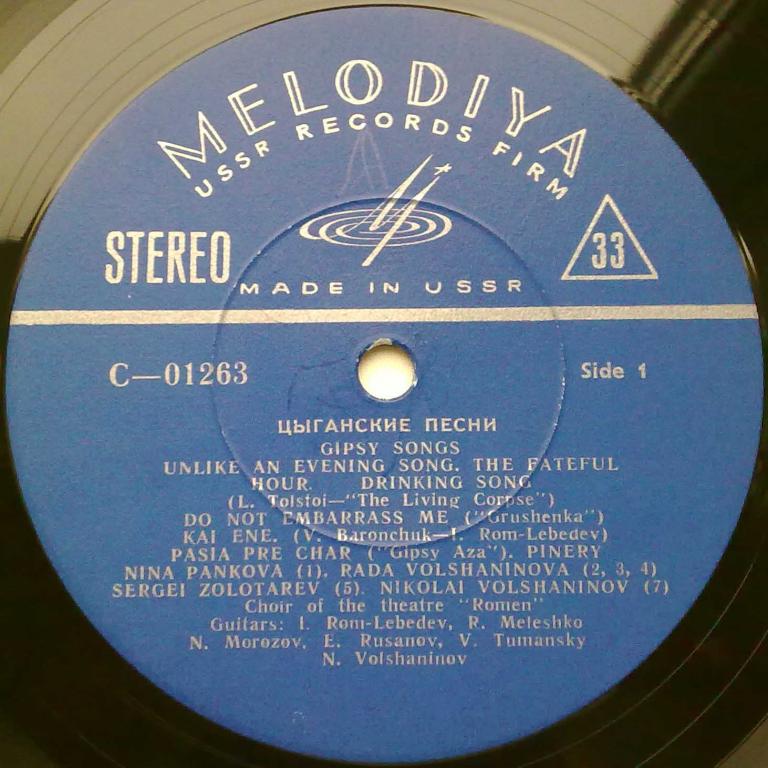 MELODIYA
USSR RECORDS FIRM
STEREO
33
MADE IN USSR
C—01263
Side 1
ЦЫГАНСКИЕ ПЕСНИ
GIPSY SONGS
UNLIKE AN EVENING SONG. THE FATEFUL
HOUR. DRINKING SONG
(L. Tolstoi—"The Living Corpse")
DO NOT EMBARRASS ME ("Grushenka")
KAI ENE. (V. Baronchuk—I. Rom-Lebedev)
PASIA PRE CHAR ("Gipsy Aza"). PINERY
NINA PANKOVA (1). RADA VOLSHANINOVA (2, 3, 4)
SERGEI ZOLOTAREV (5). NIKOLAI VOLSHANINOV (7)
Choir of the theatre "Romen"
Guitars: I. Rom-Lebedev, R. Meleshko
N. Morozov, E. Rusanov, V. Tumansky
N. Volshaninov